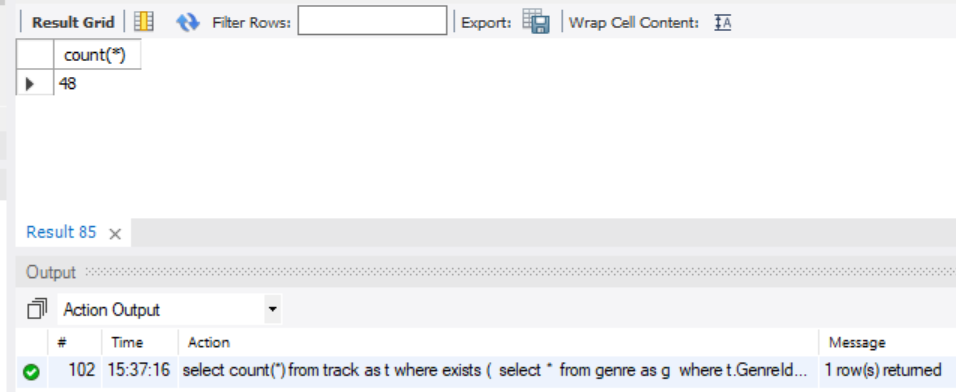 Result Grid Filter Rows: Export: Wrap Cell Content: IA
count(*)
48
Result 85 ×
Output
Action Output
# Time Action Message
102 15:37:16 select count(*) from track as t where exists ( select * from genre as g where t.GenreId... 1 row(s) returned